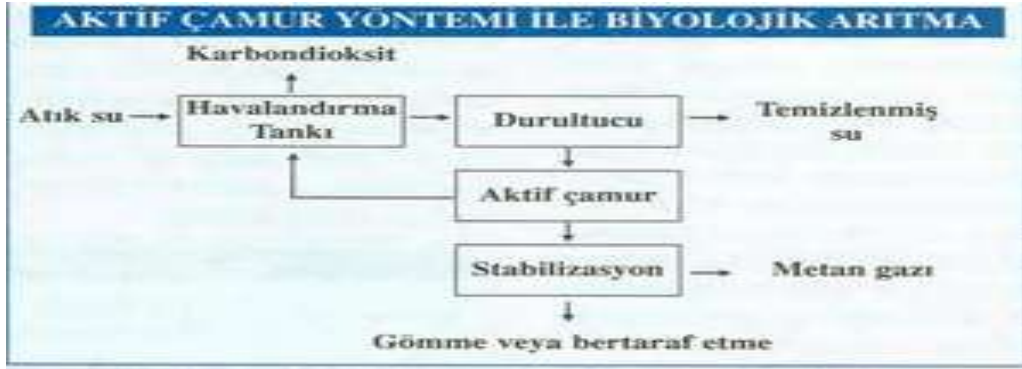 AKTİF ÇAMUR YÖNTEMİ İLE BİYOLOJİK ARITMA
Karbondioksit
Atık su
Havalandırma
Tankı
Durultucu
Temizlenmiş
su
Aktif çamur
Stabilizasyon
Metan gazı
Gömme veya bertaraf etme